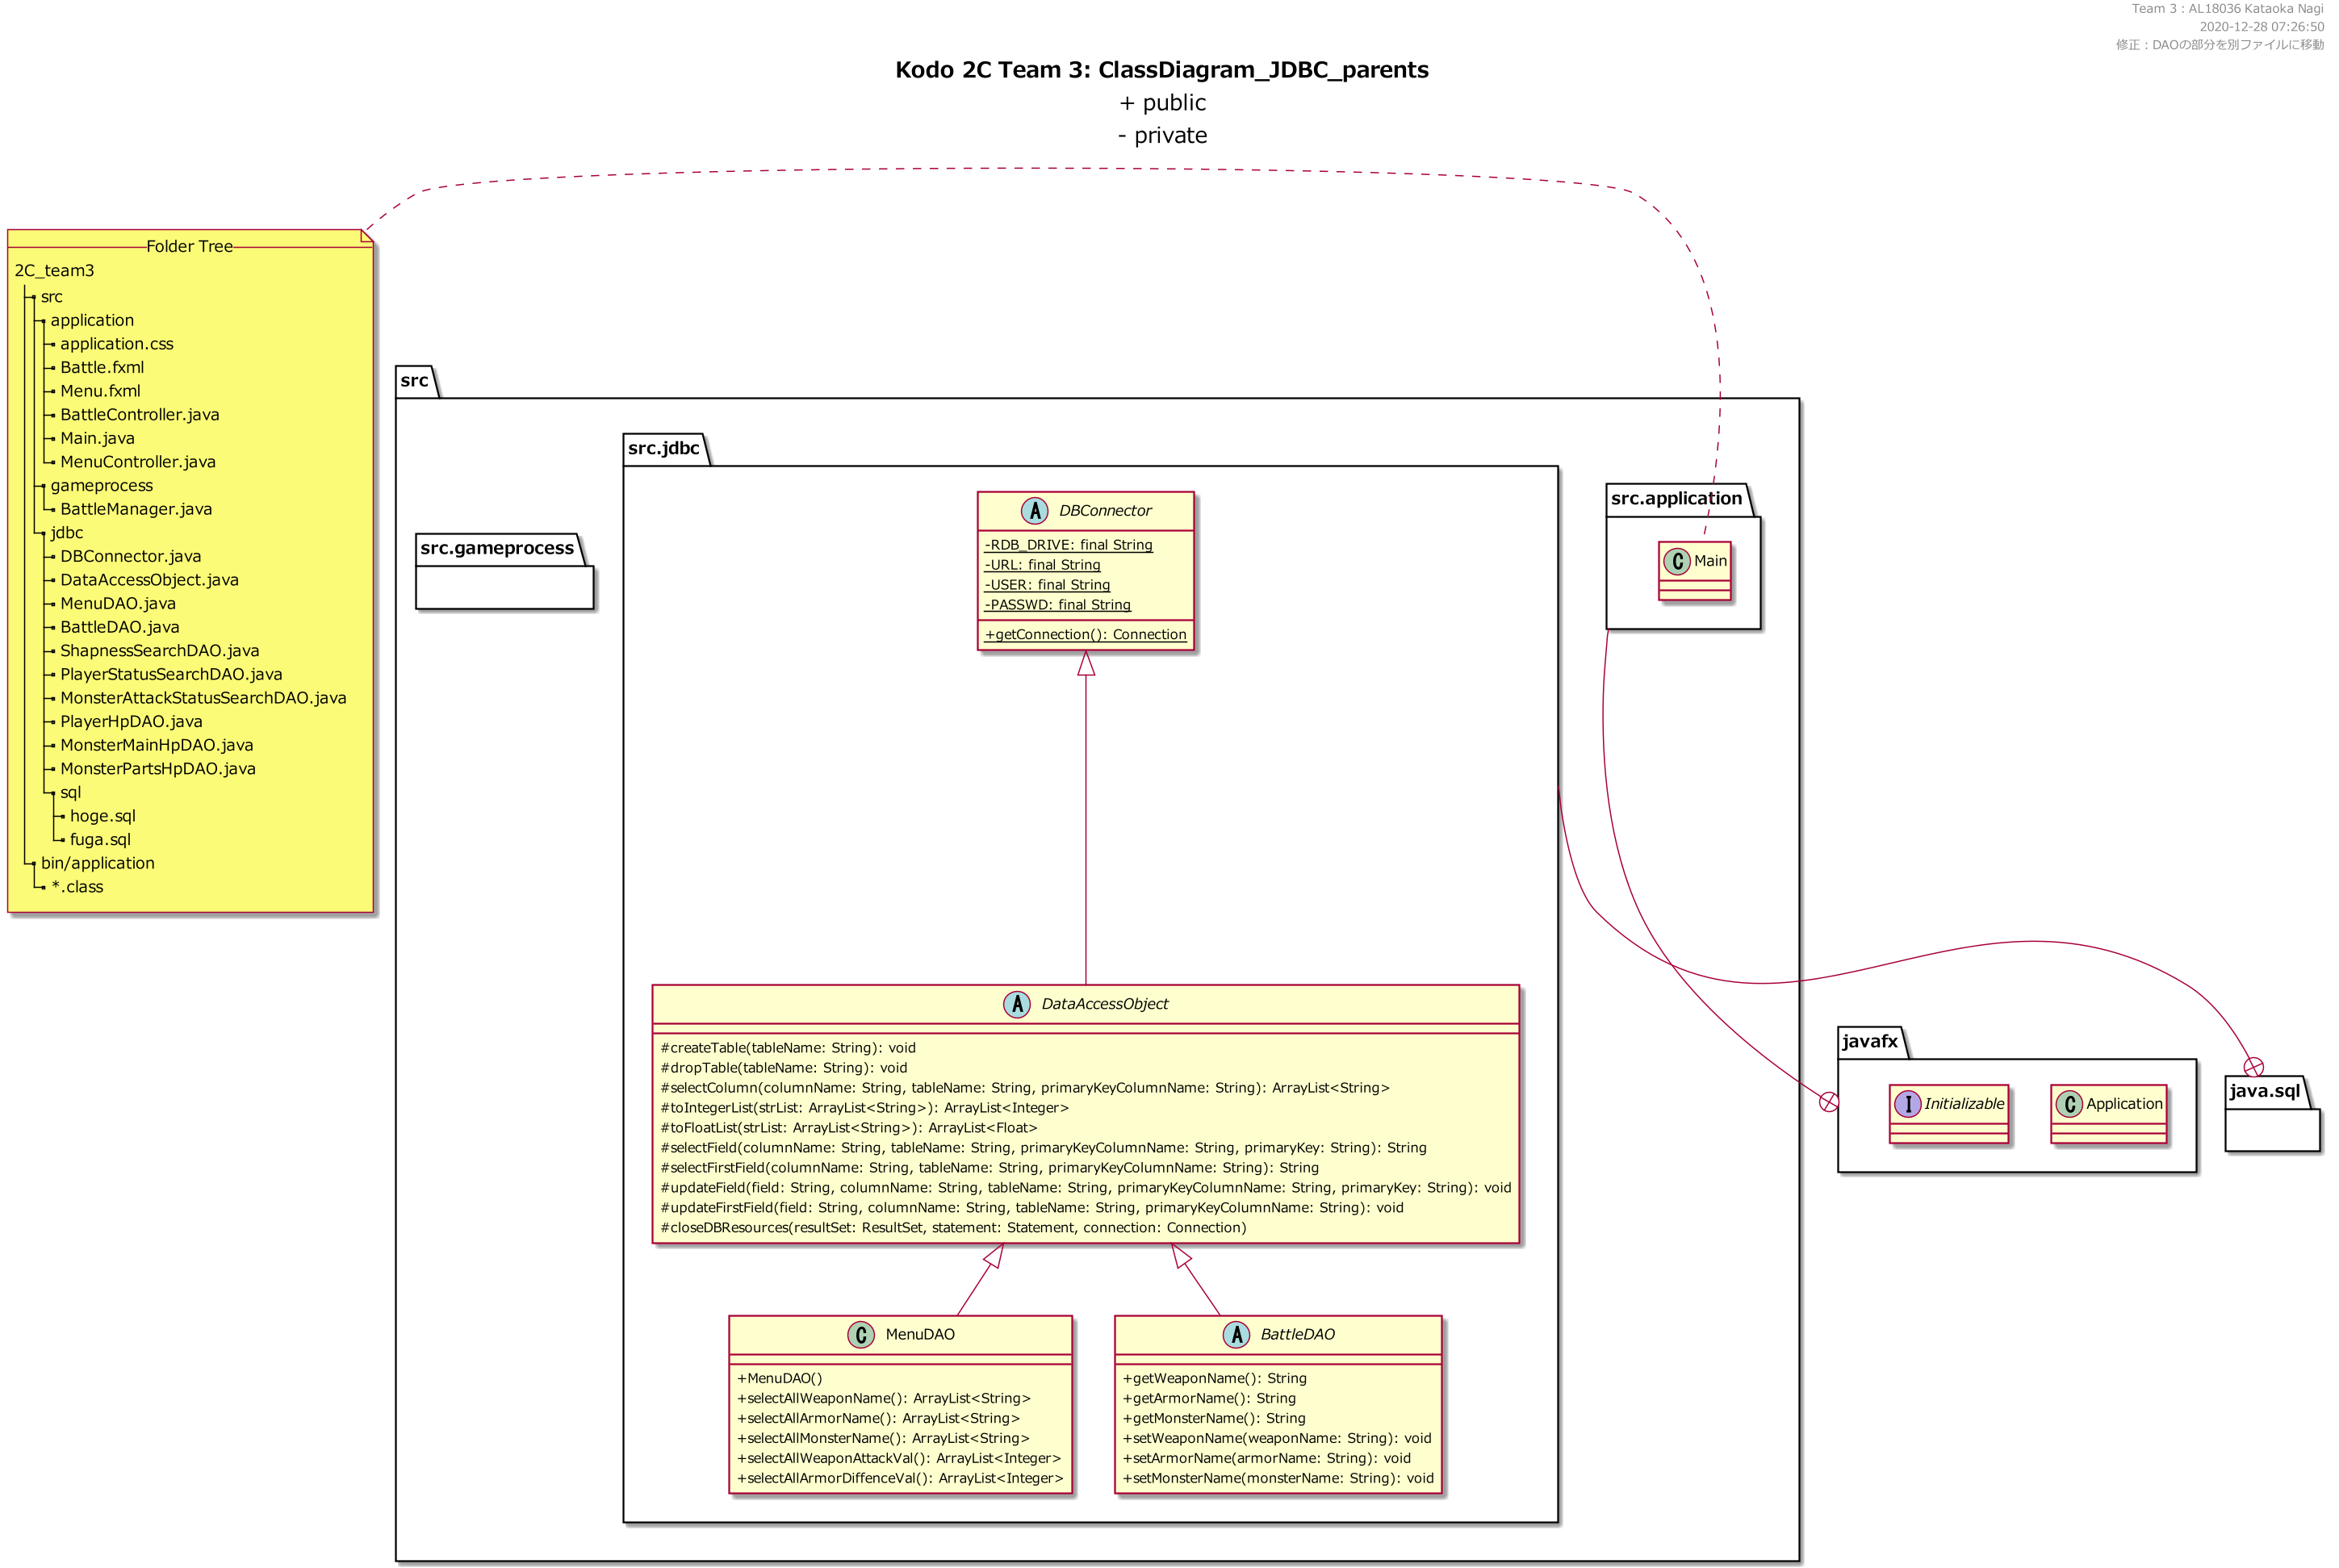 Team 3 : AL18036 Kataoka Nagi
2020-12-28 07:26:50
修正：DAOの部分を別ファイルに移動
Kodo 2C Team 3: ClassDiagram_JDBC_parents
+ public
- private
Folder Tree
2C_team3
src
application
application.css
Battle.fxml
Menu.fxml
BattleController.java
Main.java
MenuController.java
gameprocess
BattleManager.java
jdbc
DBConnector.java
DataAccessObject.java
MenuDAO.java
BattleDAO.java
ShapnessSearchDAO.java
PlayerStatusSearchDAO.java
MonsterAttackStatusSearchDAO.java
PlayerHpDAO.java
MonsterMainHpDAO.java
MonsterPartsHpDAO.java
sql
hoge.sql
fuga.sql
bin/application
*.class
src
src.gameprocess
src.jdbc
A DBConnector
-RDB_DRIVE: final String
-URL: final String
-USER: final String
-PASSWD: final String
+getConnection(): Connection
src.application
C Main
A DataAccessObject
#createTable(tableName: String): void
#dropTable(tableName: String): void
#selectColumn(columnName: String, tableName: String, primaryKeyColumnName: String): ArrayList<String>
#toIntegerList(strList: ArrayList<String>): ArrayList<Integer>
#toFloatList(strList: ArrayList<String>): ArrayList<Float>
#selectField(columnName: String, tableName: String, primaryKeyColumnName: String, primaryKey: String): String
#selectFirstField(columnName: String, tableName: String, primaryKeyColumnName: String): String
#updateField(field: String, columnName: String, tableName: String, primaryKeyColumnName: String, primaryKey: String): void
#updateFirstField(field: String, columnName: String, tableName: String, primaryKeyColumnName: String): void
#closeDBResources(resultSet: ResultSet, statement: Statement, connection: Connection)
C MenuDAO
+MenuDAO()
+selectAllWeaponName(): ArrayList<String>
+selectAllArmorName(): ArrayList<String>
+selectAllMonsterName(): ArrayList<String>
+selectAllWeaponAttackVal(): ArrayList<Integer>
+selectAllArmorDiffenceVal(): ArrayList<Integer>
A BattleDAO
+getWeaponName(): String
+getArmorName(): String
+getMonsterName(): String
+setWeaponName(weaponName: String): void
+setArmorName(armorName: String): void
+setMonsterName(monsterName: String): void
javafx
I Initializable
C Application
java.sql